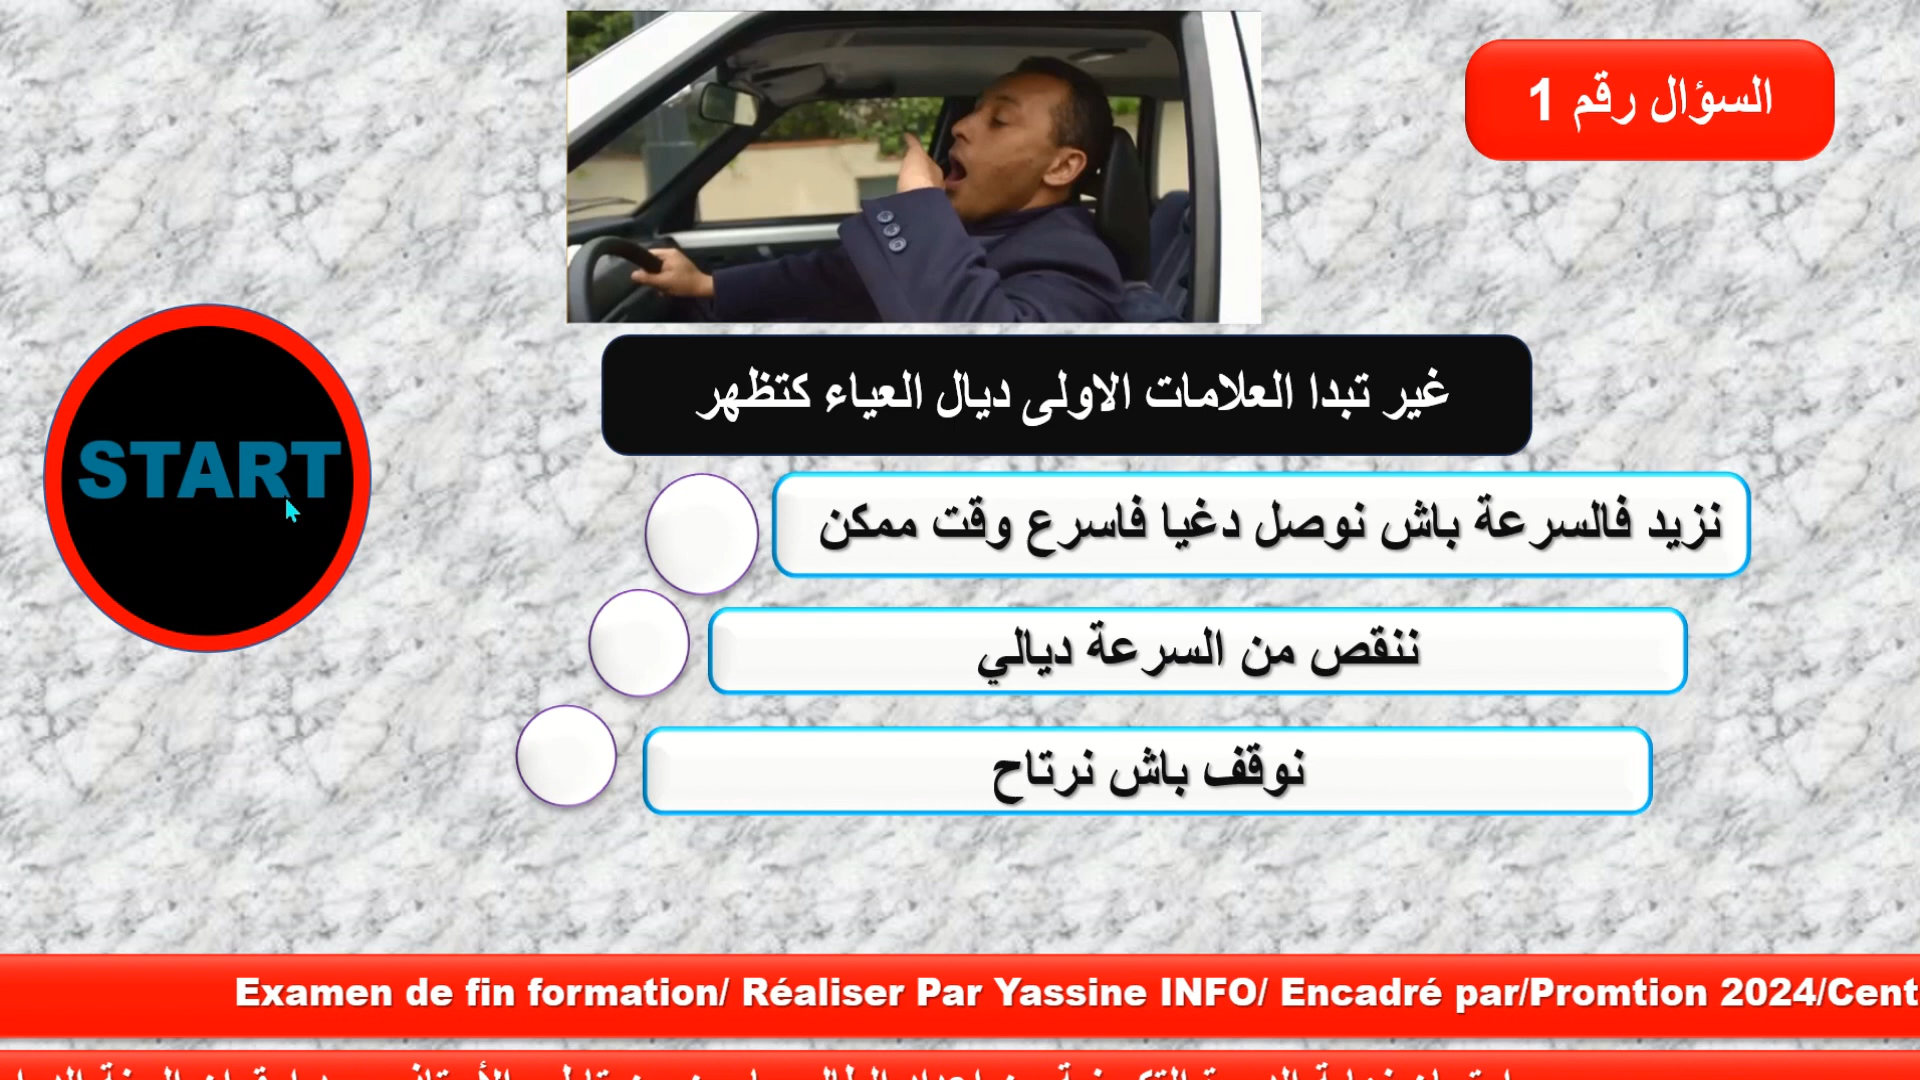 السؤال رقم 1
غير تبدا العلامات الاولى ديال العياء كتظهر
START
نزيد فالسرعة باش نوصل دغيا فاسرع وقت ممكن
ننقص من السرعة ديالي
نوقف باش نرتاح
Examen de fin formation/ Réaliser Par Yassine INFO/ Encadré par/Promtion 2024/Cent